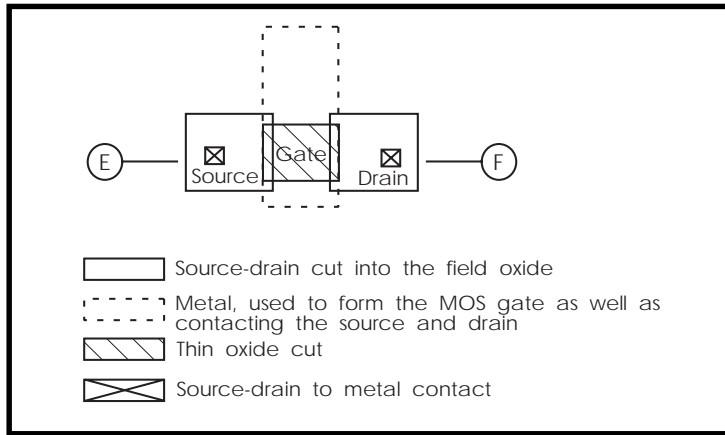 Gate
E
F
Source
Drain
Source-drain cut into the field oxide
Metal, used to form the MOS gate as well as
contacting the source and drain
Thin oxide cut
Source-drain to metal contact